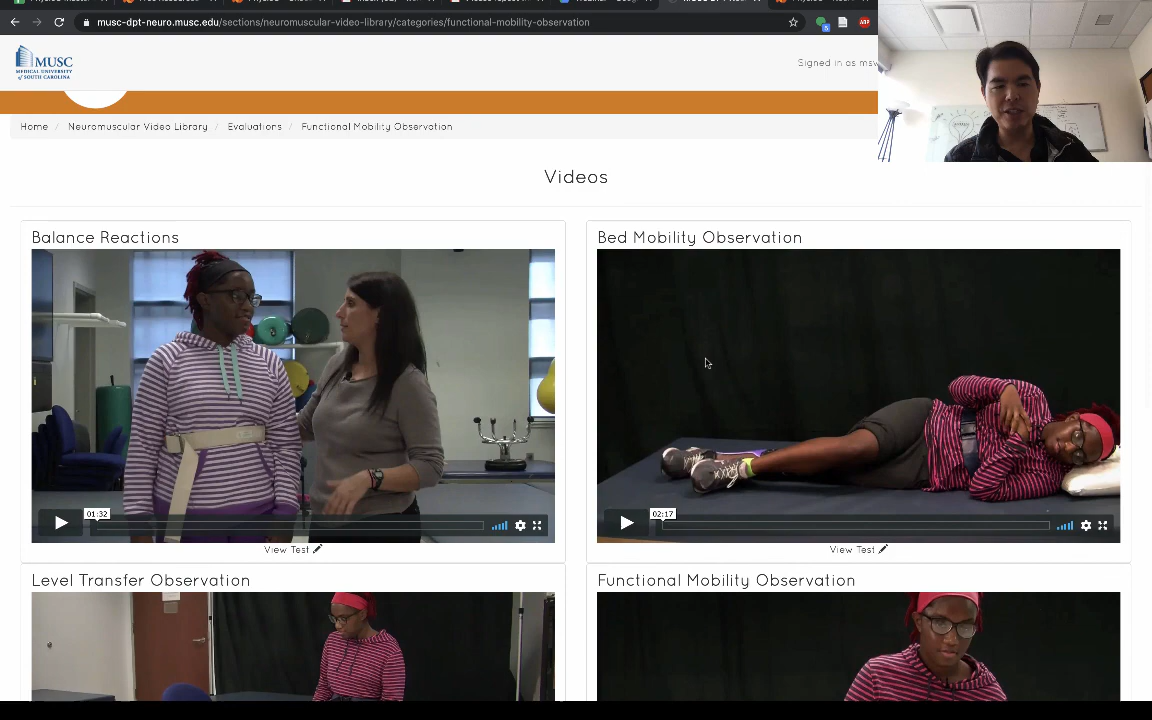 musc-dpt-neuro.musc.edu/sections/neuromuscular-video-library/categories/functional-mobility-observation
ABP
MUSC
MEDICAL UNIVERSITY
of SOUTH CAROLINA
Signed in as msv
Home / Neuromuscular Video Library / Evaluations / Functional Mobility Observation
Videos
Balance Reactions
Bed Mobility Observation
01:32
02:17
View Test
View Test
Level Transfer Observation
Functional Mobility Observation